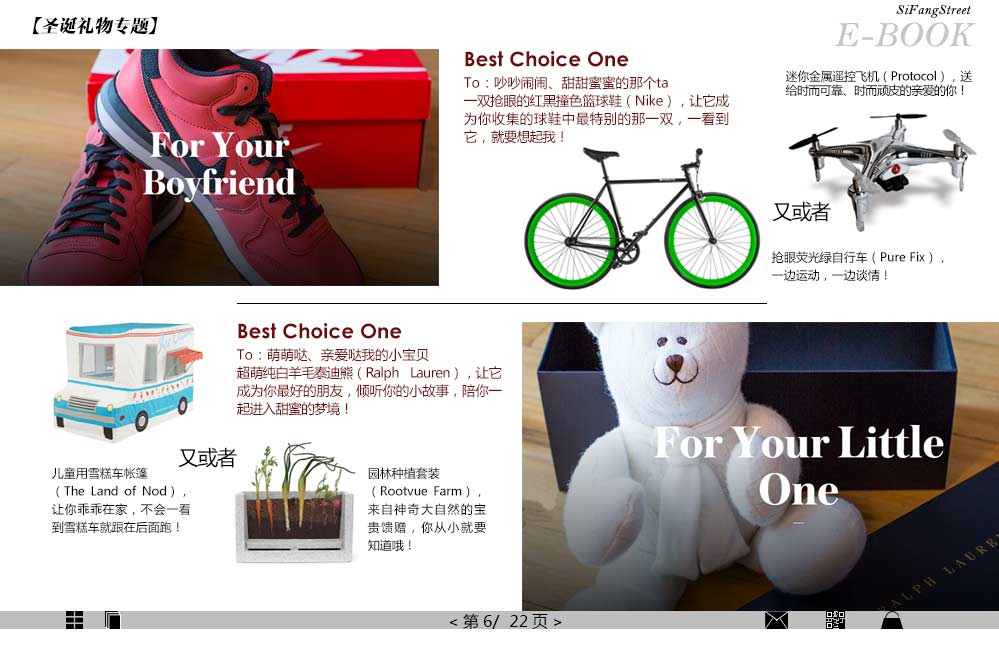 【圣诞礼物专题】
SiFangStreet
E-BOOK
For Your
Boyfriend
Best Choice One
To：吵吵闹闹、甜甜蜜蜜的那个ta
一双抢眼的红黑撞色篮球鞋（Nike），让它成
为你收集的球鞋中最特别的那一双，一看到
它，就要想起我！
迷你金属遥控飞机（Protocol），送
给时而可靠、时而顽皮的亲爱的你！
又或者
抢眼荧光绿自行车（Pure Fix），
一边运动，一边谈情！
Best Choice One
To：萌萌哒、亲爱哒我的小宝贝
超萌纯白羊毛泰迪熊（Ralph Lauren），让它
成为你最好的朋友，倾听你的小故事，陪你一
起进入甜蜜的梦境！
儿童用雪糕车帐篷
（The Land of Nod），
让你乖乖在家，不会一看
到雪糕车就跟在后面跑！
又或者
园林种植套装
（Rootvue Farm），
来自神奇大自然的宝
贵馈赠，你从小就要
知道哦！
For Your Little
One
RALPH LAUREN
< 第 6/ 22 页 >